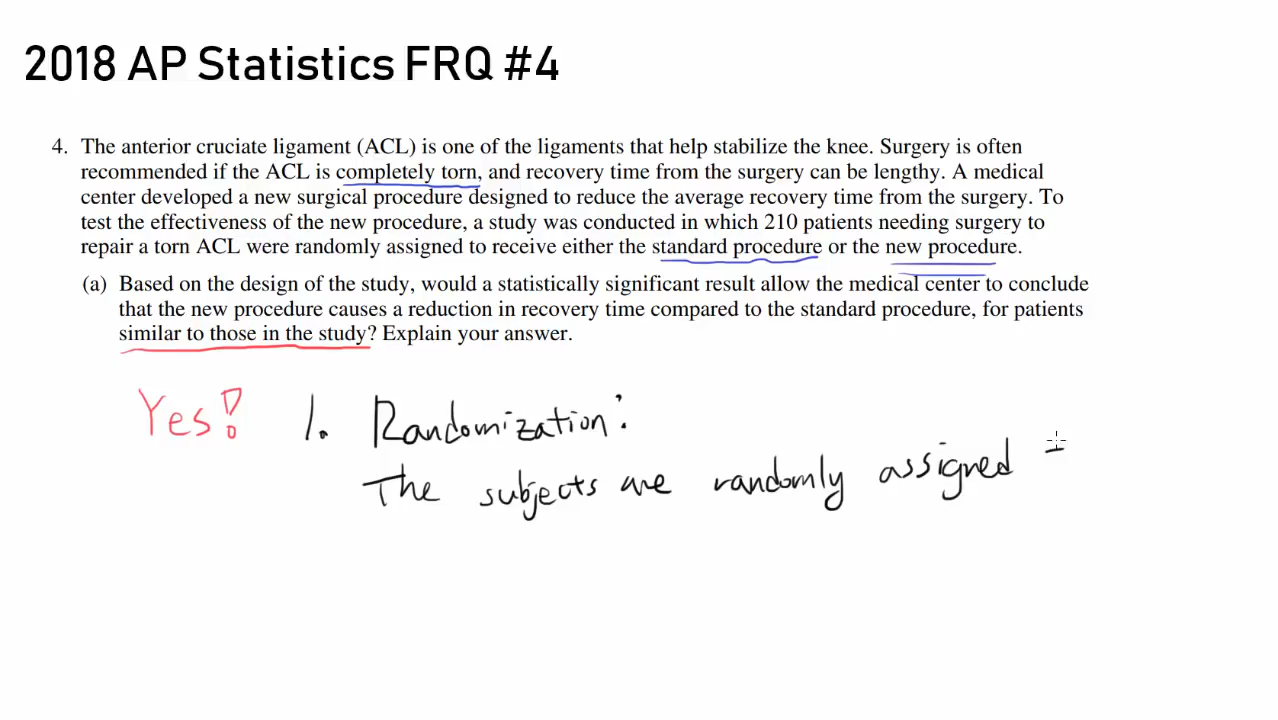 2018 AP Statistics FRQ #4
4. The anterior cruciate ligament (ACL) is one of the ligaments that help stabilize the knee. Surgery is often
recommended if the ACL is completely torn, and recovery time from the surgery can be lengthy. A medical
center developed a new surgical procedure designed to reduce the average recovery time from the surgery. To
test the effectiveness of the new procedure, a study was conducted in which 210 patients needing surgery to
repair a torn ACL were randomly assigned to receive either the standard procedure or the new procedure.
(a) Based on the design of the study, would a statistically significant result allow the medical center to conclude
that the new procedure causes a reduction in recovery time compared to the standard procedure, for patients
similar to those in the study? Explain your answer.
Yes! 1. Randomization:
The subjects are randomly assigned